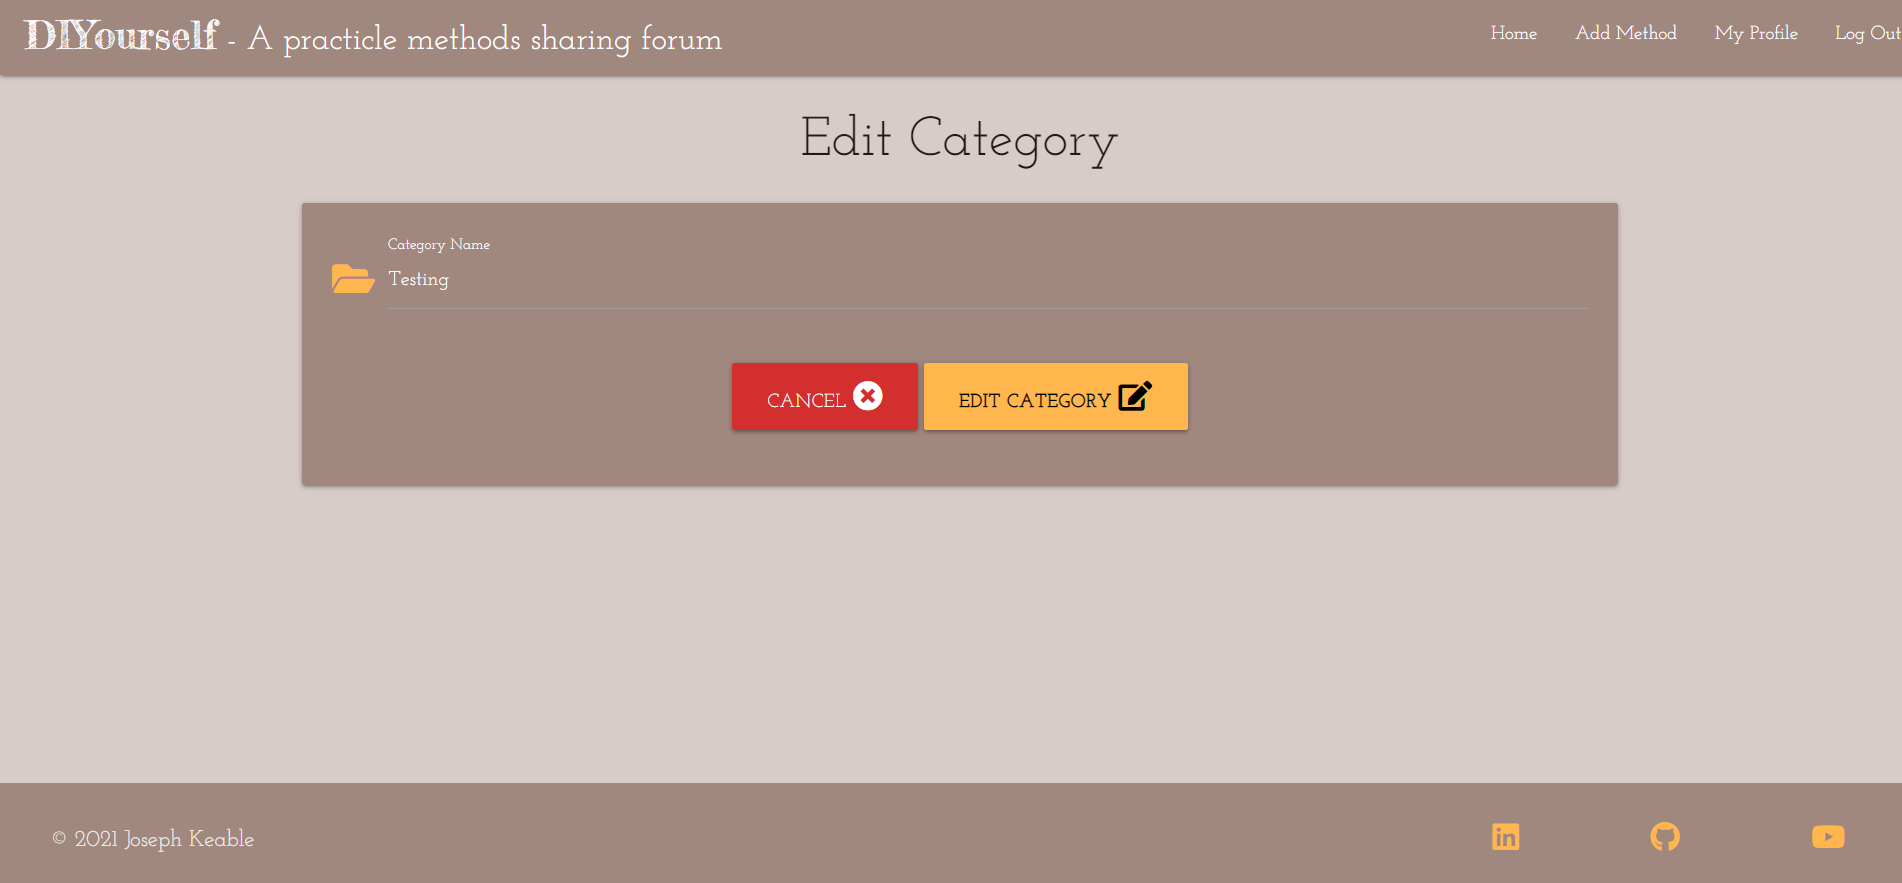 DIYourself - A practicle methods sharing forum
Home Add Method My Profile Log Out
Edit Category
Category Name
Testing
CANCEL EDIT CATEGORY
© 2021 Joseph Keable